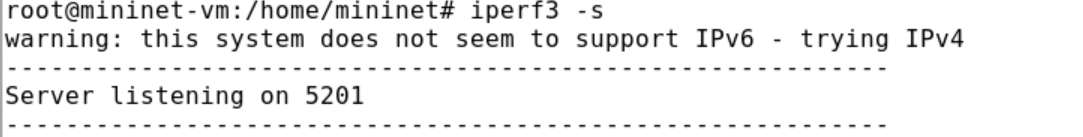 root@mininet-vm:/home/mininet# iperf3 -s
warning: this system does not seem to support IPv6 - trying IPv4
-----------------------------------------------------------
Server listening on 5201
-----------------------------------------------------------